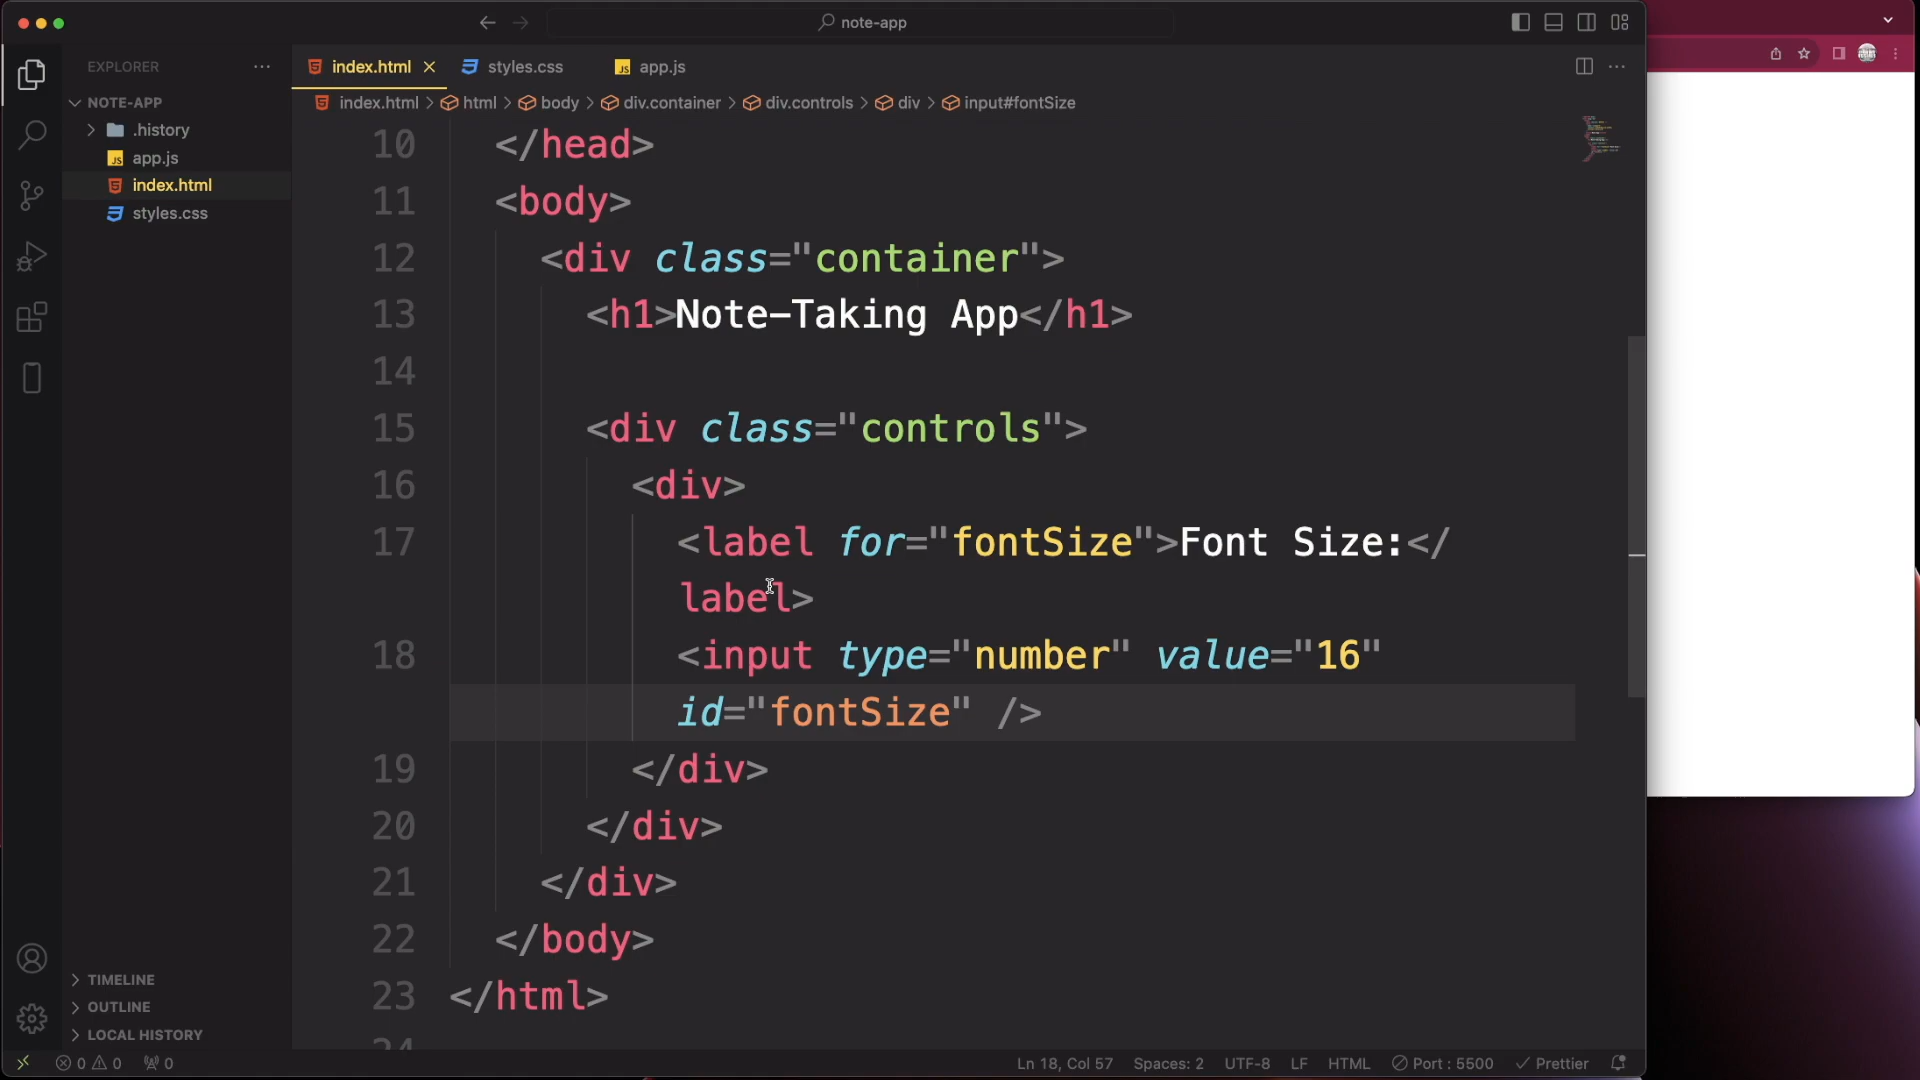 note-app
EXPLORER
index.html
styles.css
app.js
index.html > html > body > div.container > div.controls > div > input#fontSize
NOTE-APP
.history
app.js
index.html
styles.css
10 </head>
11 <body>
12 <div class="container">
13 <h1>Note-Taking App</h1>
14
15 <div class="controls">
16 <div>
17 <label for="fontSize">Font Size:</
label>
18 <input type="number" value="16"
id="fontSize" />
19 </div>
20 </div>
21 </div>
22 </body>
23 </html>
24
TIMELINE
OUTLINE
LOCAL HISTORY
0 0 0 Ln 18, Col 57 Spaces: 2 UTF-8 LF HTML Port : 5500 Prettier